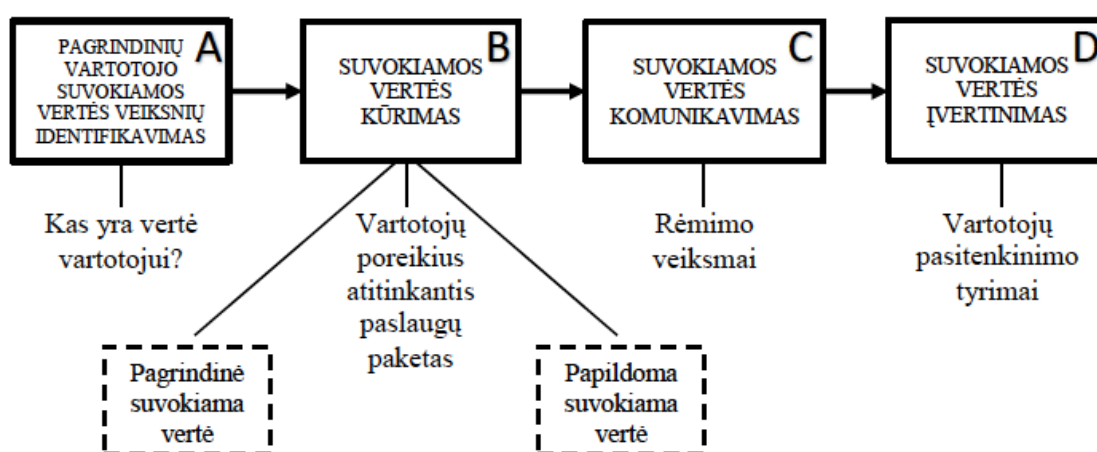 A
PAGRINDINIŲ
VARTOTOJO
SUVOKIAMOS
VERTĖS VEIKSNIŲ
IDENTIFIKAVIMAS
B
SUVOKIAMOS
VERTĖS
KŪRIMAS
C
SUVOKIAMOS
VERTĖS
KOMUNIKAVIMAS
D
SUVOKIAMOS
VERTĖS
ĮVERTINIMAS
Kas yra vertė
vartotojui?
Vartotojų
poreikius
atitinkantis
paslaugų
paketas
Rėmimo
veiksmai
Vartotojų
pasitenkinimo
tyrimai
Pagrindinė
suvokiama
vertė
Papildoma
suvokiama
vertė